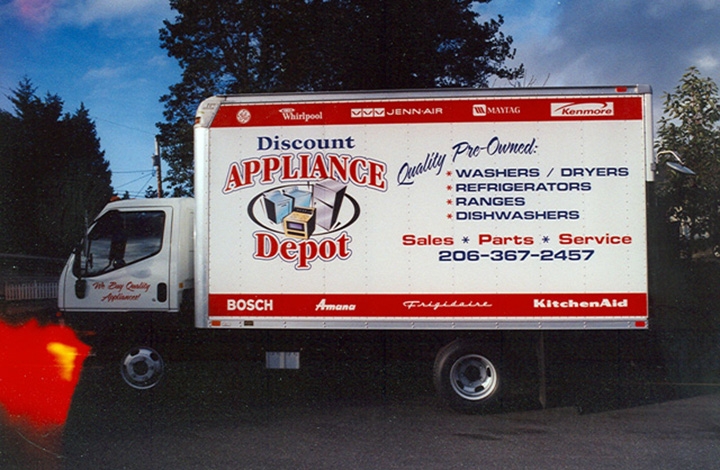 GE Whirlpool JENN-AIR MAYTAG Kenmore
Discount
APPLIANCE
Depot
Quality Pre-Owned:
* WASHERS / DRYERS
* REFRIGERATORS
* RANGES
* DISHWASHERS
Sales * Parts * Service
206-367-2457
We Buy Quality
Appliances!
BOSCH Amana Frigidaire KitchenAid